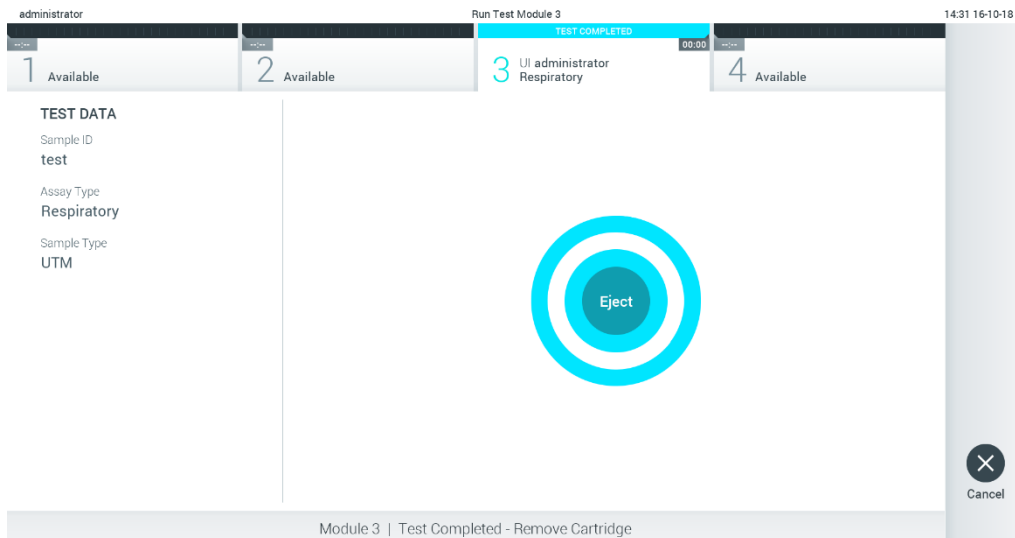 administrator
Run Test Module 3
14:31 16-10-18
TEST COMPLETED
--:--
1 Available
--:--
2 Available
00:00
3 UI administrator
Respiratory
--:--
4 Available
TEST DATA
Sample ID
test
Assay Type
Respiratory
Sample Type
UTM
Eject
Cancel
Module 3 | Test Completed - Remove Cartridge